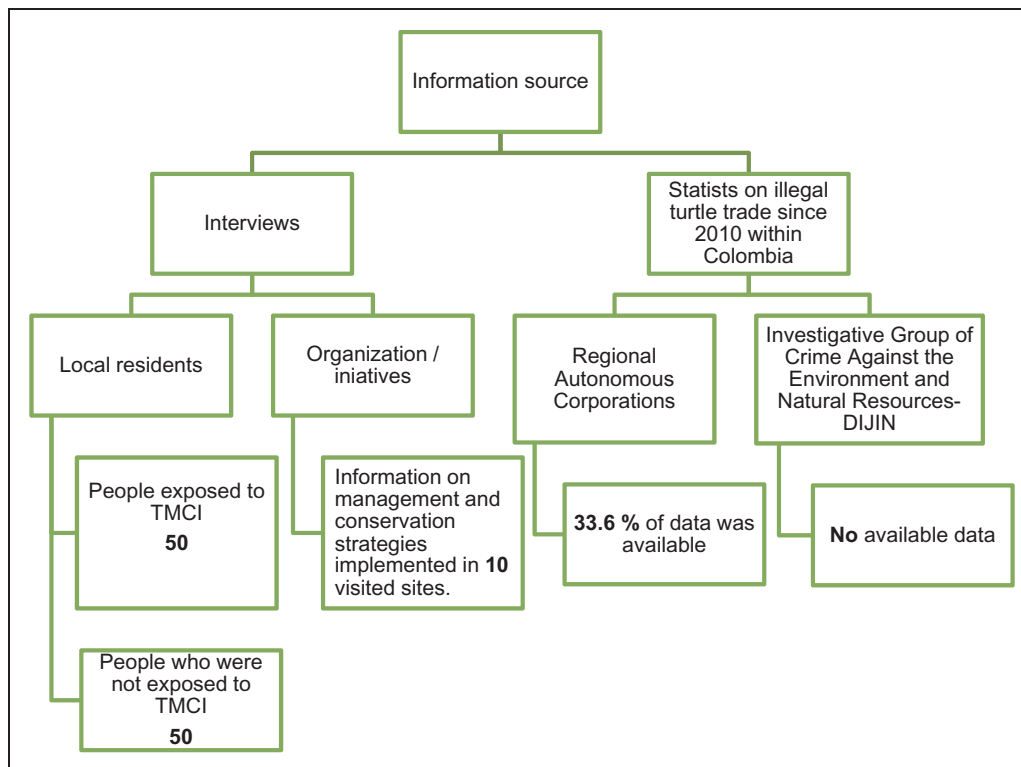 Information source
Interviews
Statists on illegal
turtle trade since
2010 within
Colombia
Local residents
Organization /
iniatives
Regional
Autonomous
Corporations
Investigative Group of
Crime Against the
Environment and
Natural Resources-
DIJIN
People exposed to
TMCI
50
Information on
management and
conservation
strategies
implemented in 10
visited sites.
33.6 % of data was
available
No available data
People who were
not exposed to
TMCI
50